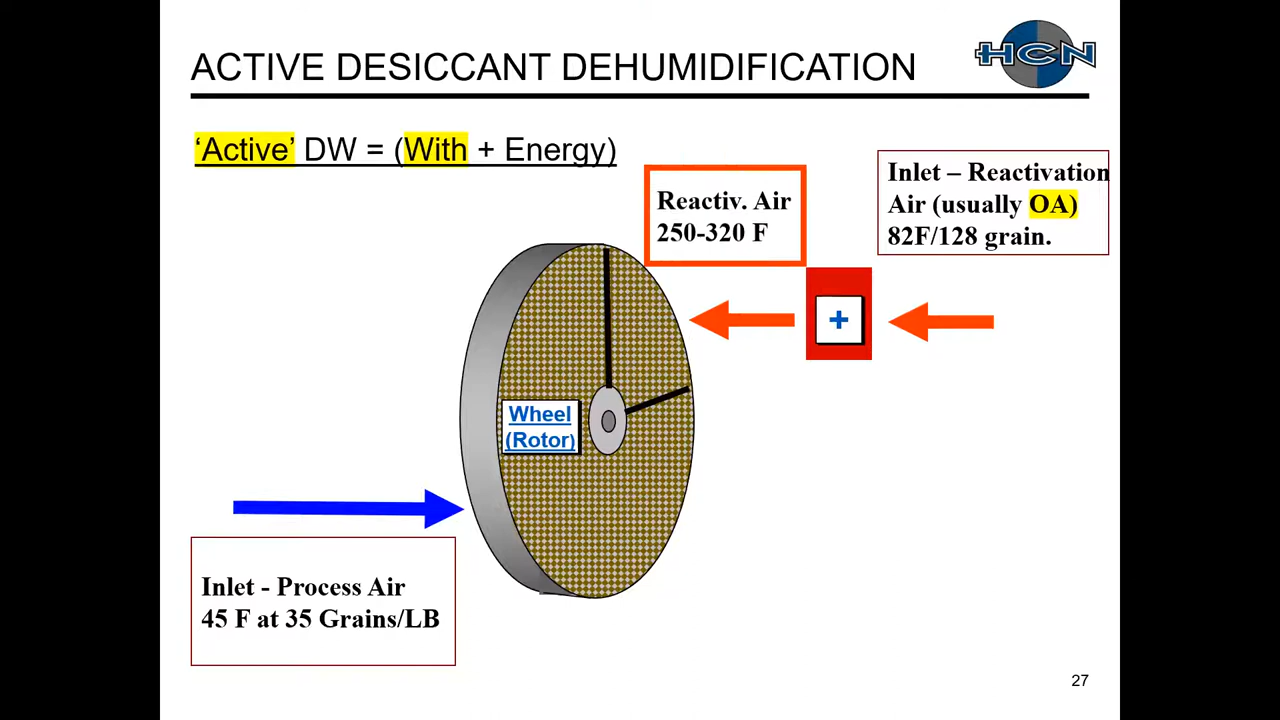 HCN
ACTIVE DESICCANT DEHUMIDIFICATION
‘Active’ DW = (With + Energy)
Inlet – Reactivation
Air (usually OA)
82F/128 grain.
Reactiv. Air
250-320 F
+
Wheel
(Rotor)
Inlet - Process Air
45 F at 35 Grains/LB
27